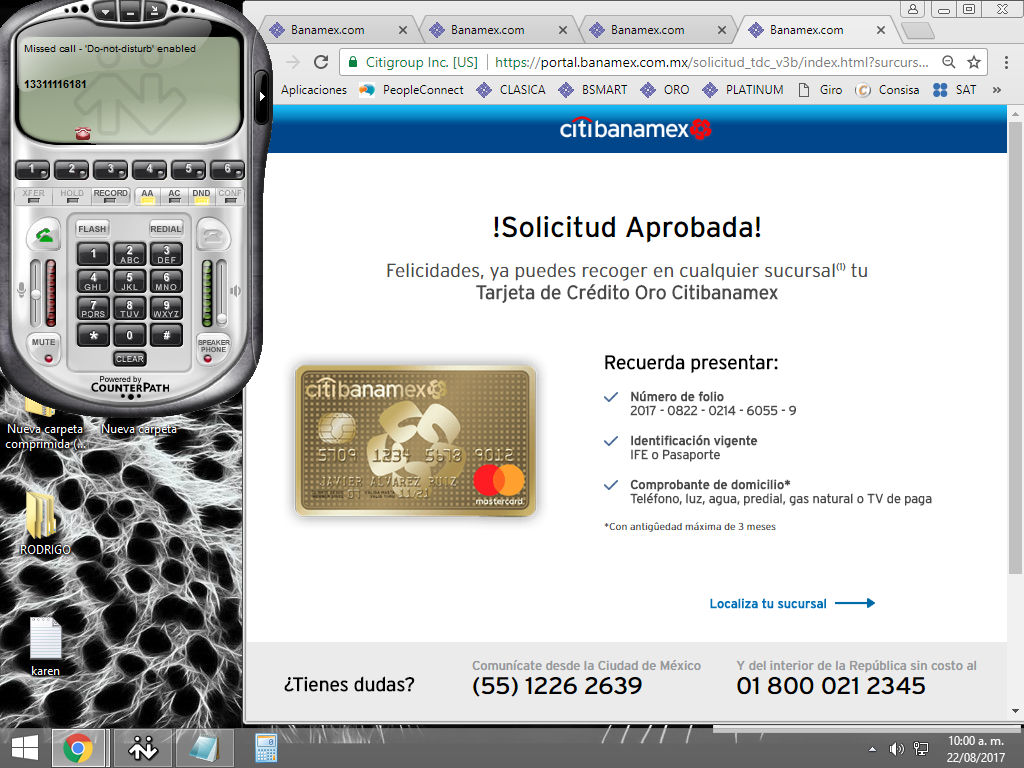 Missed call - 'Do-not-disturb' enabled
13311116181
1 2 3 4 5 6
XFER HOLD RECORD AA AC DND CONF
FLASH REDIAL
1 2 ABC 3 DEF
4 GHI 5 JKL 6 MNO
7 PQRS 8 TUV 9 WXYZ
* 0 #
MUTE
SPEAKER PHONE
CLEAR
Powered by
COUNTERPATH
Nueva carpeta comprimida (...
Nueva carpeta
RODRIGO
karen
Banamex.com
Banamex.com
Banamex.com
Banamex.com
Citigroup Inc. [US] https://portal.banamex.com.mx/solicitud_tdc_v3b/index.html?surcurs...
Aplicaciones PeopleConnect CLASICA BSMART ORO PLATINUM Giro Consisa SAT »
citibanamex
!Solicitud Aprobada!
Felicidades, ya puedes recoger en cualquier sucursal(1) tu
Tarjeta de Crédito Oro Citibanamex
citibanamex
5709 1234 5678 9012
07 11/21
JAVIER ALVAREZ RUIZ
mastercard
Recuerda presentar:
Número de folio
2017 - 0822 - 0214 - 6055 - 9
Identificación vigente
IFE o Pasaporte
Comprobante de domicilio*
Teléfono, luz, agua, predial, gas natural o TV de paga
*Con antigûedad máxima de 3 meses
Localiza tu sucursal
¿Tienes dudas?
Comunícate desde la Ciudad de México
(55) 1226 2639
Y del interior de la República sin costo al
01 800 021 2345
10:00 a. m.
22/08/2017